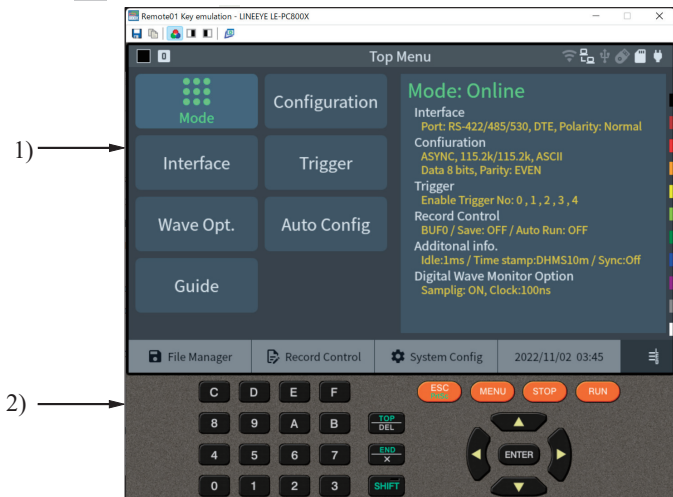 Remote01 Key emulation - LINEEYE LE-PC800X
0 Top Menu
Mode
Configuration
Interface
Trigger
Wave Opt.
Auto Config
Guide
Mode: Online
Interface
Port: RS-422/485/530, DTE, Polarity: Normal
Confiuration
ASYNC, 115.2k/115.2k, ASCII
Data 8 bits, Parity: EVEN
Trigger
Enable Trigger No: 0 , 1 , 2 , 3 , 4
Record Control
BUF0 / Save: OFF / Auto Run: OFF
Additonal info.
Idle:1ms / Time stamp:DHMS10m / Sync:Off
Digital Wave Monitor Option
Samplig: ON, Clock:100ns
File Manager Record Control System Config 2022/11/02 03:45
1)
2)
C D E F ESC MENU STOP RUN
8 9 A B TOP DEL
4 5 6 7 END X ENTER
0 1 2 3 SHIFT